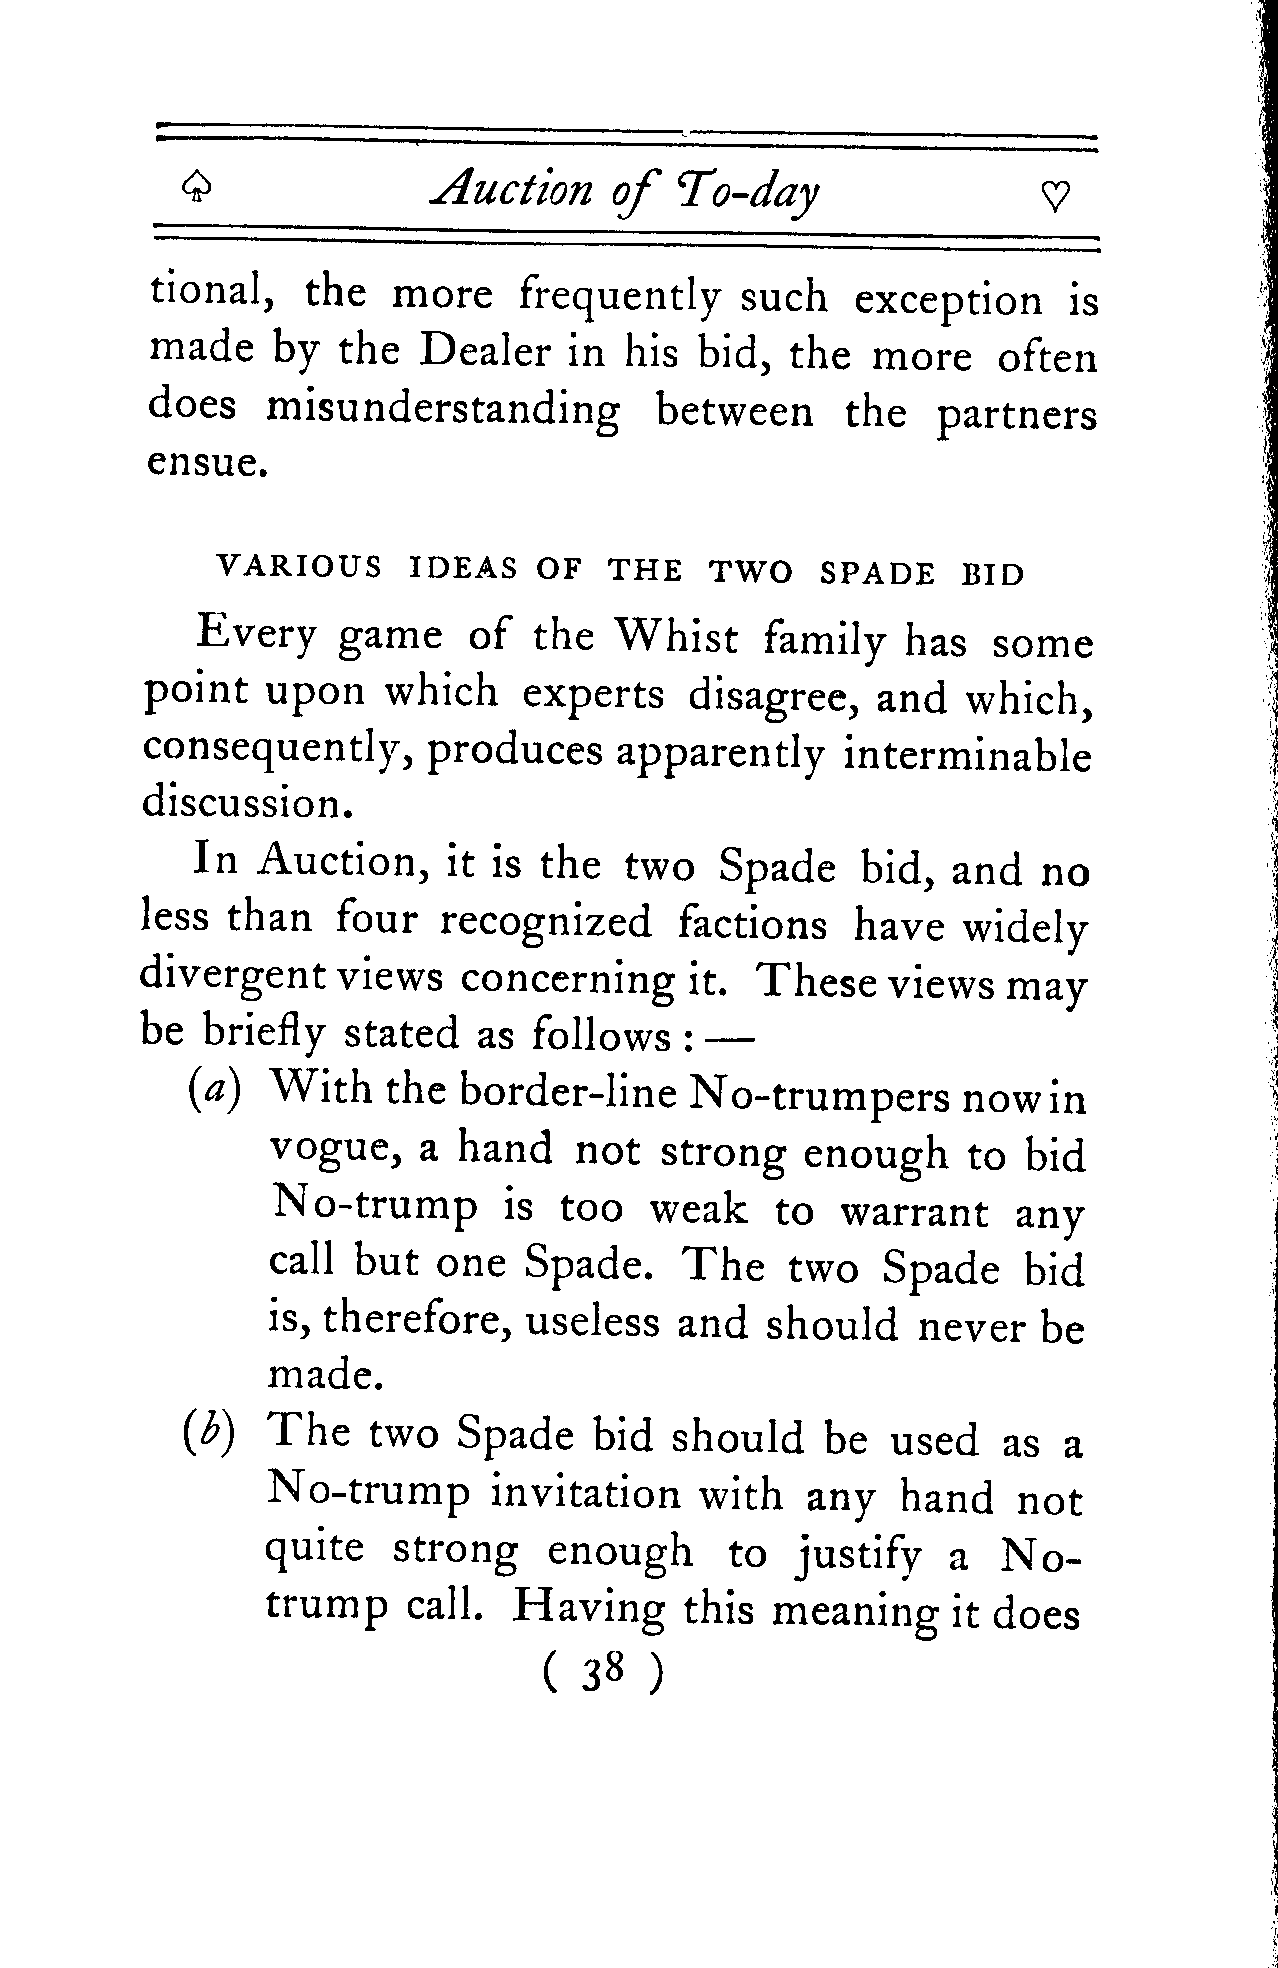 ♤ Auction of To-day ♡
tional, the more frequently such exception is
made by the Dealer in his bid, the more often
does misunderstanding between the partners
ensue.
VARIOUS IDEAS OF THE TWO SPADE BID
Every game of the Whist family has some
point upon which experts disagree, and which,
consequently, produces apparently interminable
discussion.
In Auction, it is the two Spade bid, and no
less than four recognized factions have widely
divergent views concerning it. These views may
be briefly stated as follows : —
(a) With the border-line No-trumpers now in
vogue, a hand not strong enough to bid
No-trump is too weak to warrant any
call but one Spade. The two Spade bid
is, therefore, useless and should never be
made.
(b) The two Spade bid should be used as a
No-trump invitation with any hand not
quite strong enough to justify a No-
trump call. Having this meaning it does
( 38 )